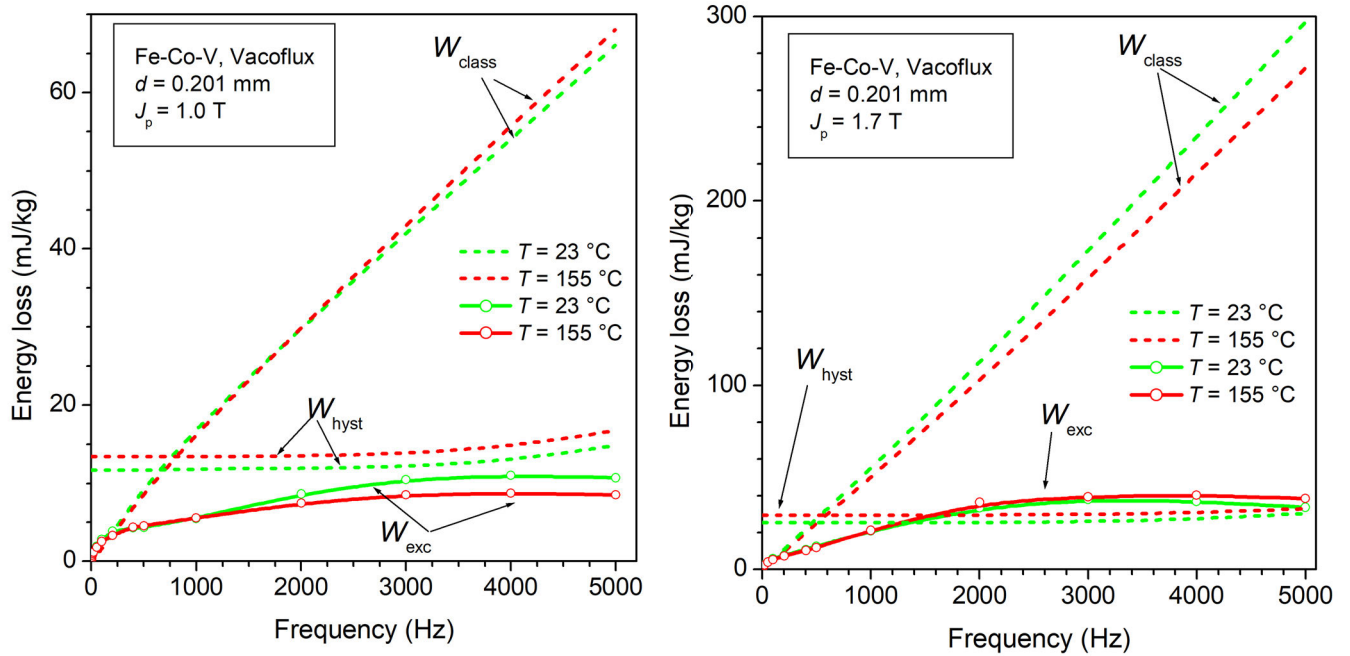 Fe-Co-V, Vacoflux
d = 0.201 mm
Jp = 1.0 T
Wclass
60
40
20
0
Energy loss (mJ/kg)
T = 23 °C
T = 155 °C
T = 23 °C
T = 155 °C
Whyst
Wexc
0 1000 2000 3000 4000 5000
Frequency (Hz)
300
200
100
0
Energy loss (mJ/kg)
Fe-Co-V, Vacoflux
d = 0.201 mm
Jp = 1.7 T
Wclass
T = 23 °C
T = 155 °C
T = 23 °C
T = 155 °C
Whyst
Wexc
0 1000 2000 3000 4000 5000
Frequency (Hz)